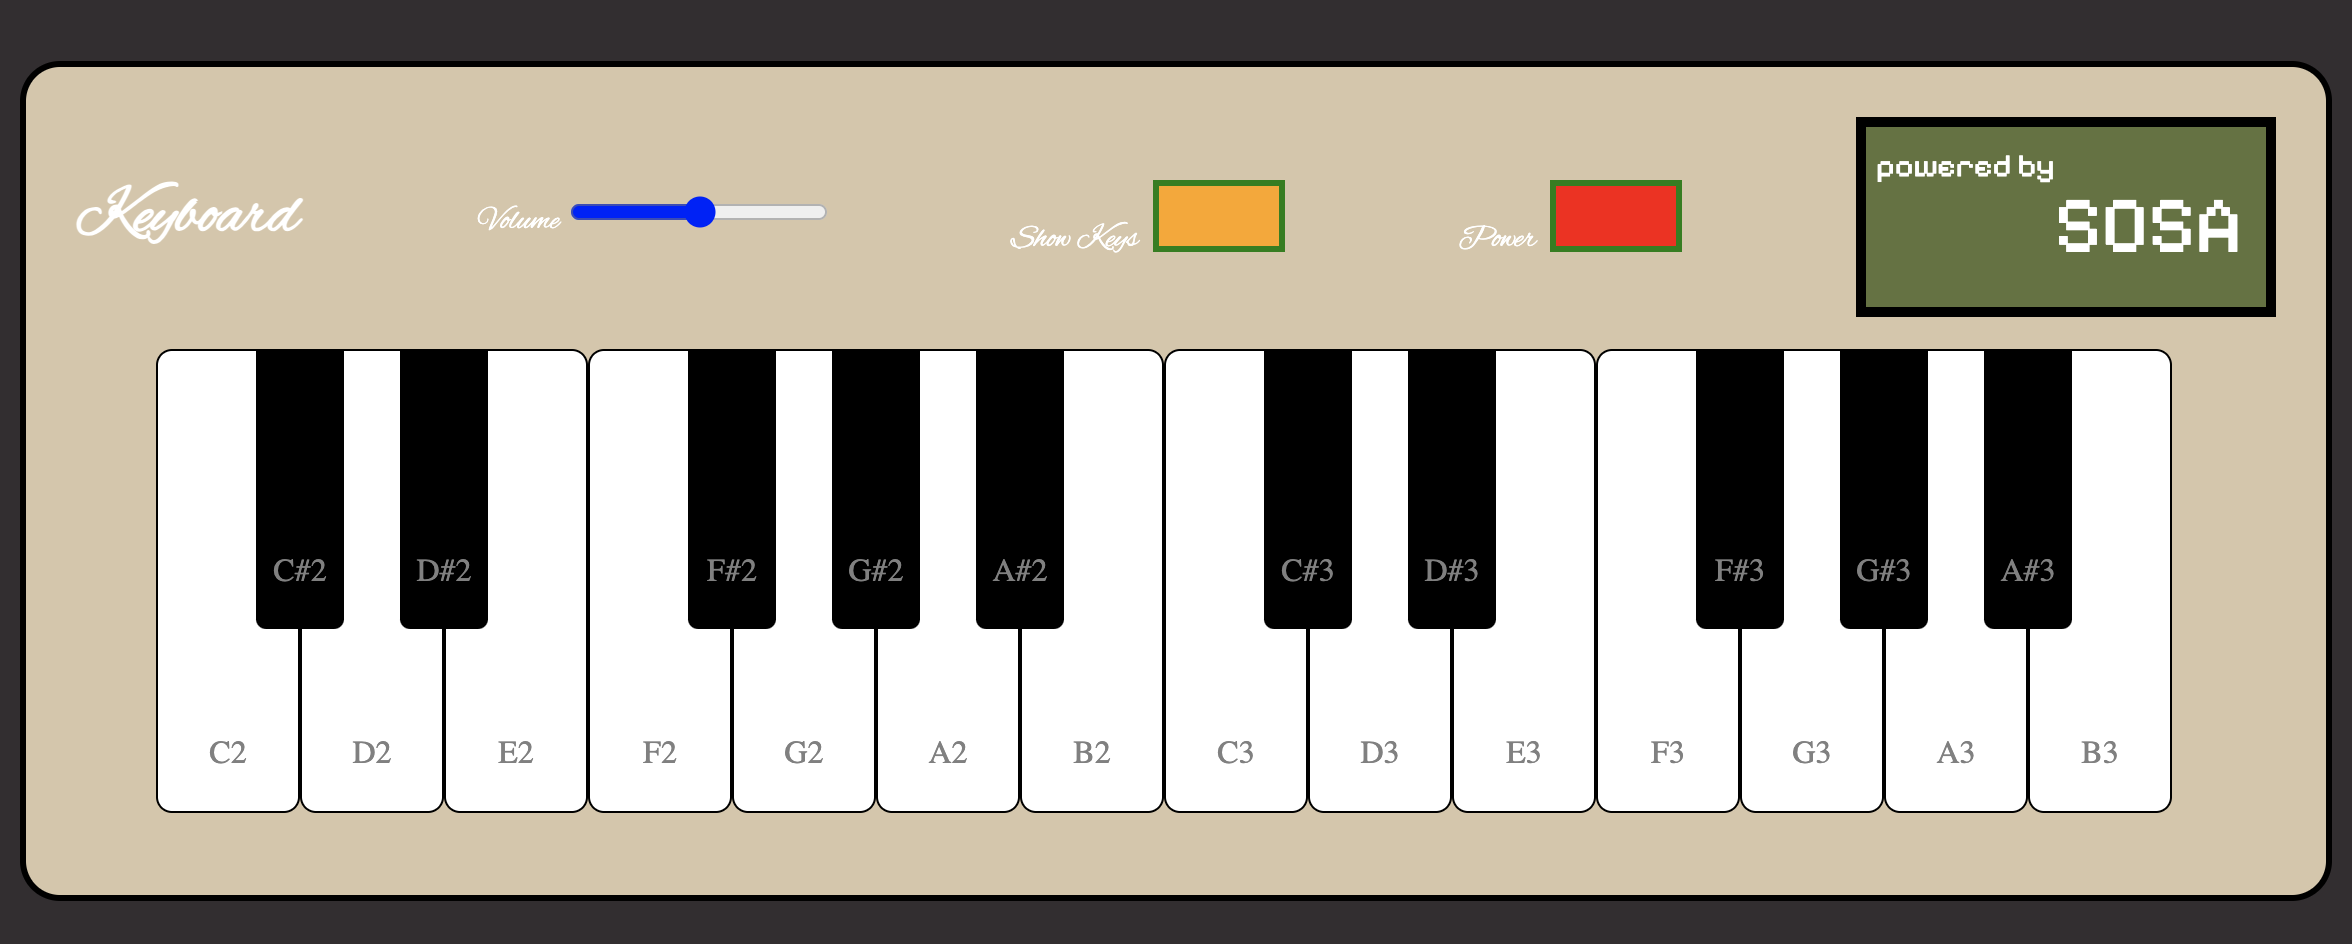 Keyboard
Volume
Show Keys
Power
powered by
SOSA
C#2 D#2 F#2 G#2 A#2 C#3 D#3 F#3 G#3 A#3
C2 D2 E2 F2 G2 A2 B2 C3 D3 E3 F3 G3 A3 B3